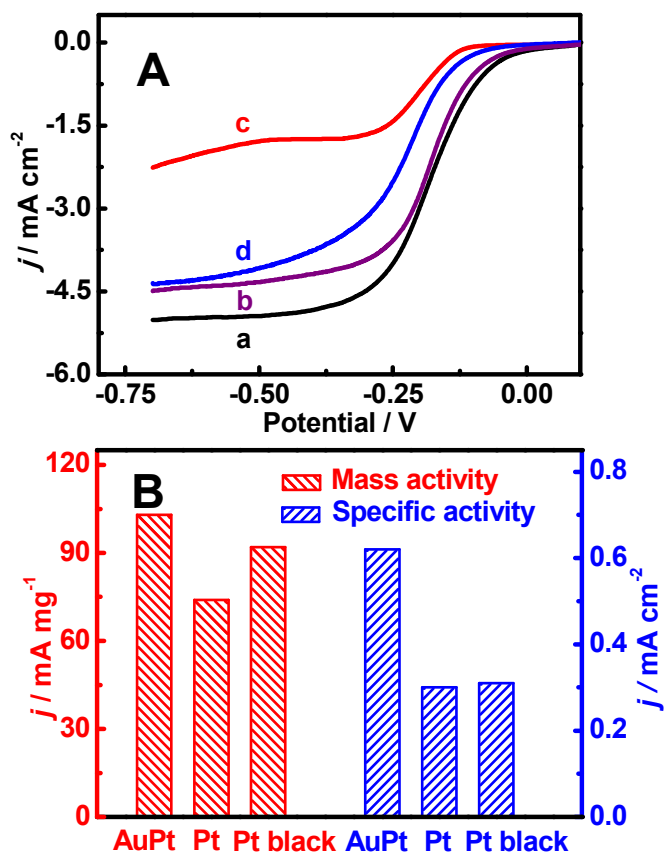 A
0.0
-1.5
-3.0
-4.5
-6.0
j / mA cm-2
c
d
b
a
-0.75 -0.50 -0.25 0.00
Potential / V
B
Mass activity
Specific activity
120
90
60
30
0
j / mA mg-1
0.8
0.6
0.4
0.2
0.0
j / mA cm-2
AuPt Pt Pt black AuPt Pt Pt black